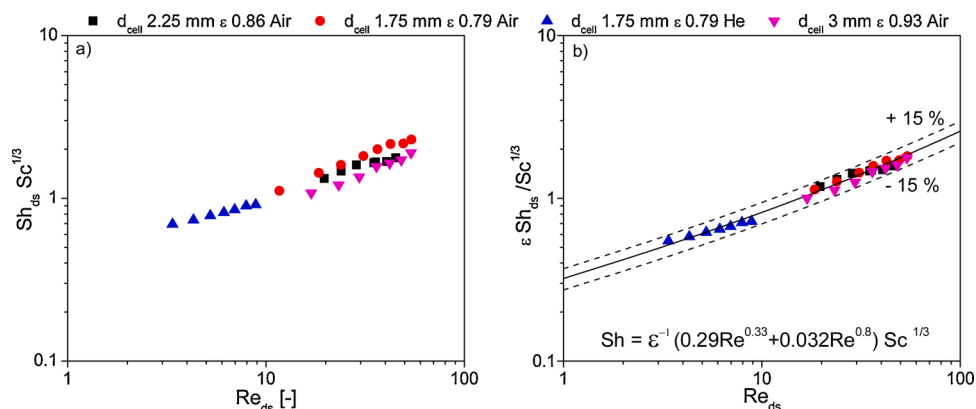 d_cell 2.25 mm ε 0.86 Air d_cell 1.75 mm ε 0.79 Air d_cell 1.75 mm ε 0.79 He d_cell 3 mm ε 0.93 Air
a)
10
1
0.1
Sh_ds Sc^1/3
1 10 100
Re_ds [-]
b)
10
1
0.1
ε Sh_ds /Sc^1/3
+ 15 %
- 15 %
Sh = ε^-1 (0.29Re^0.33+0.032Re^0.8) Sc^1/3
1 10 100
Re_ds